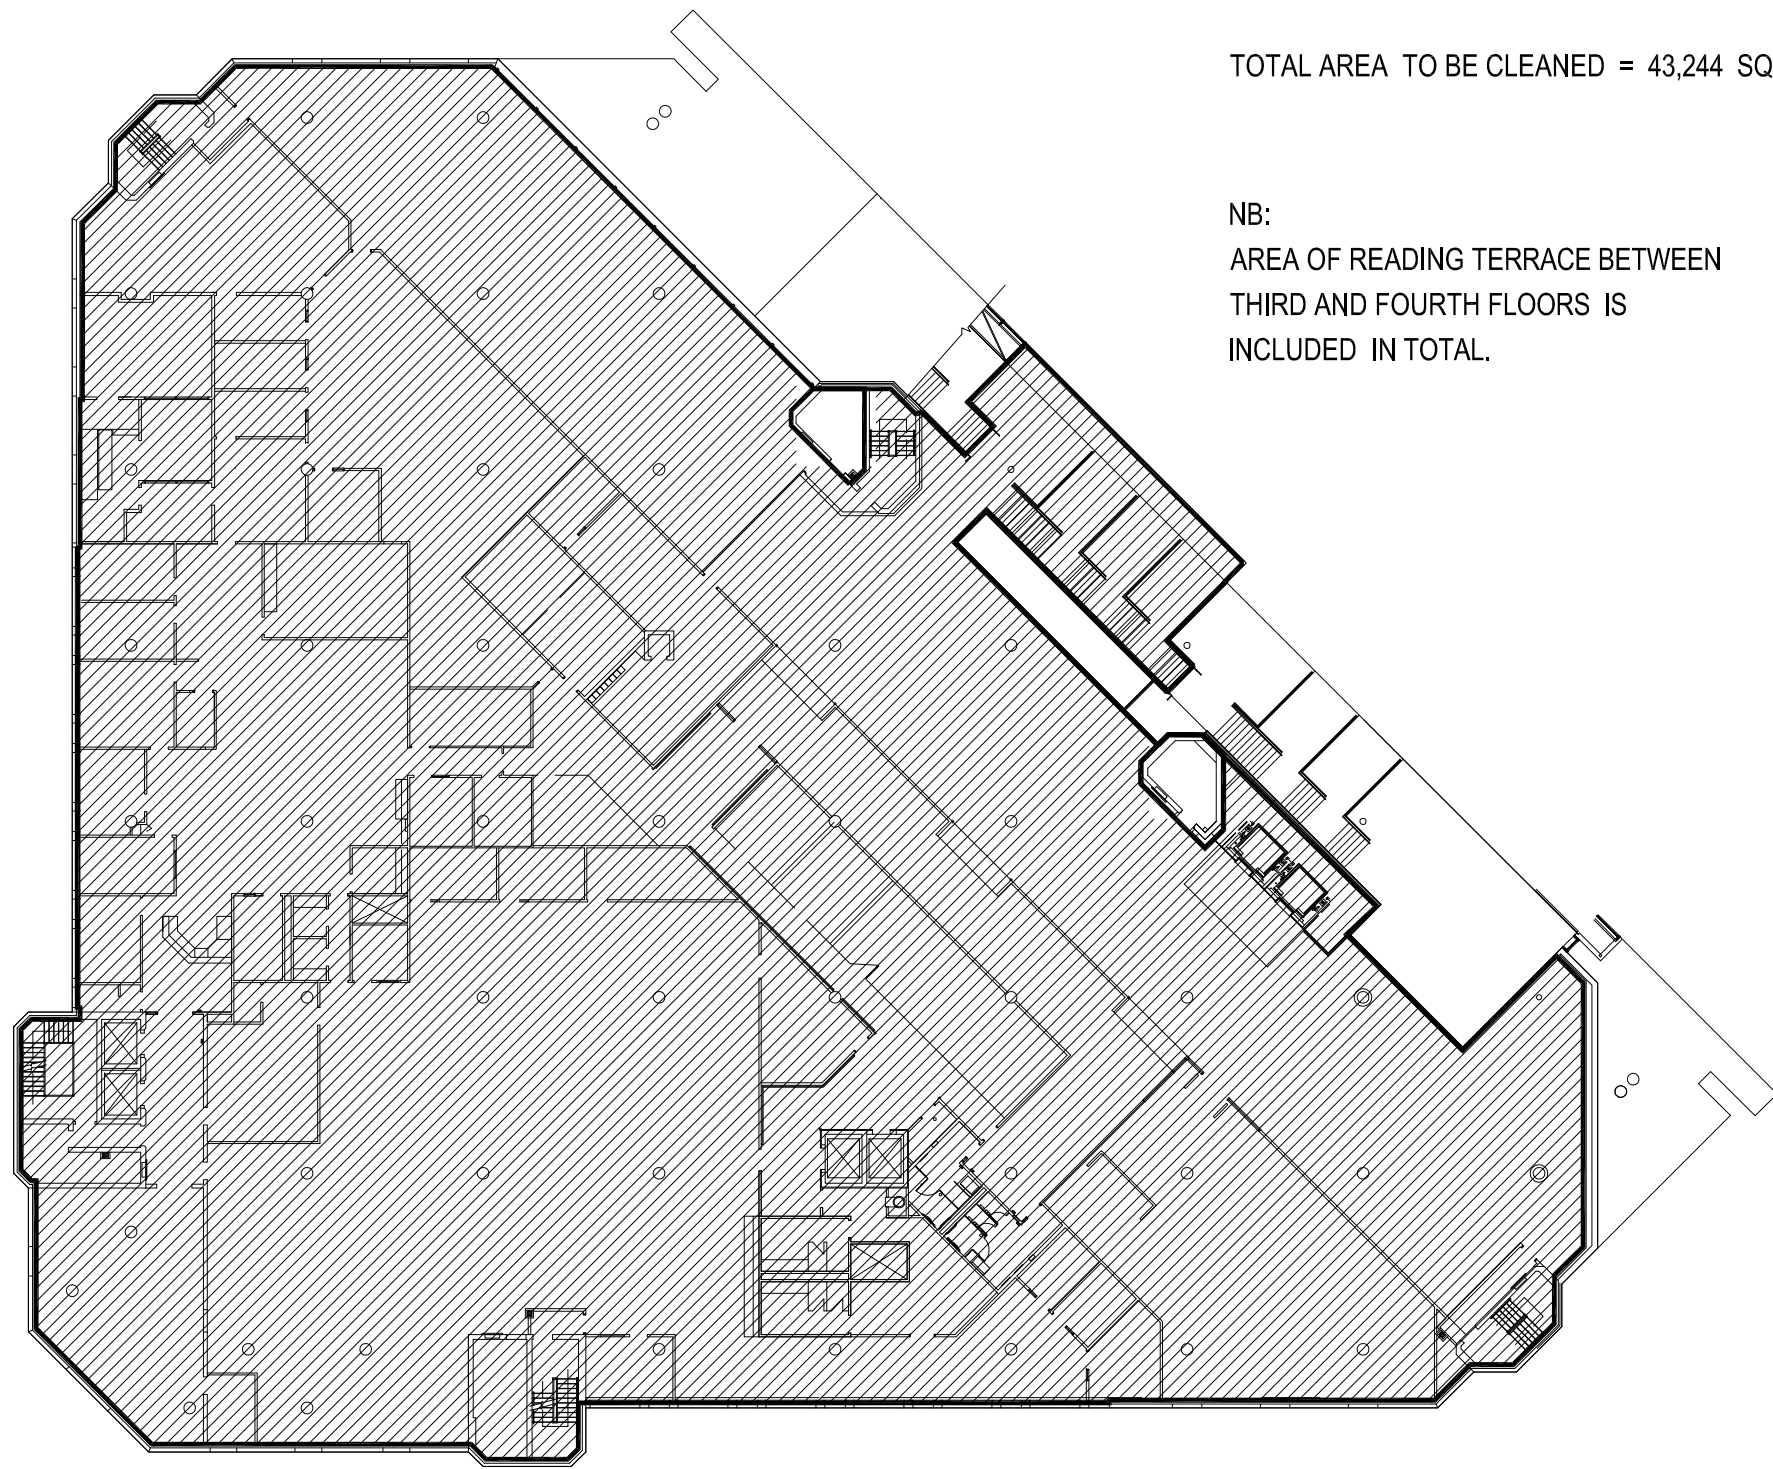 TOTAL AREA TO BE CLEANED = 43,244 SQ
NB:
AREA OF READING TERRACE BETWEEN
THIRD AND FOURTH FLOORS IS
INCLUDED IN TOTAL.